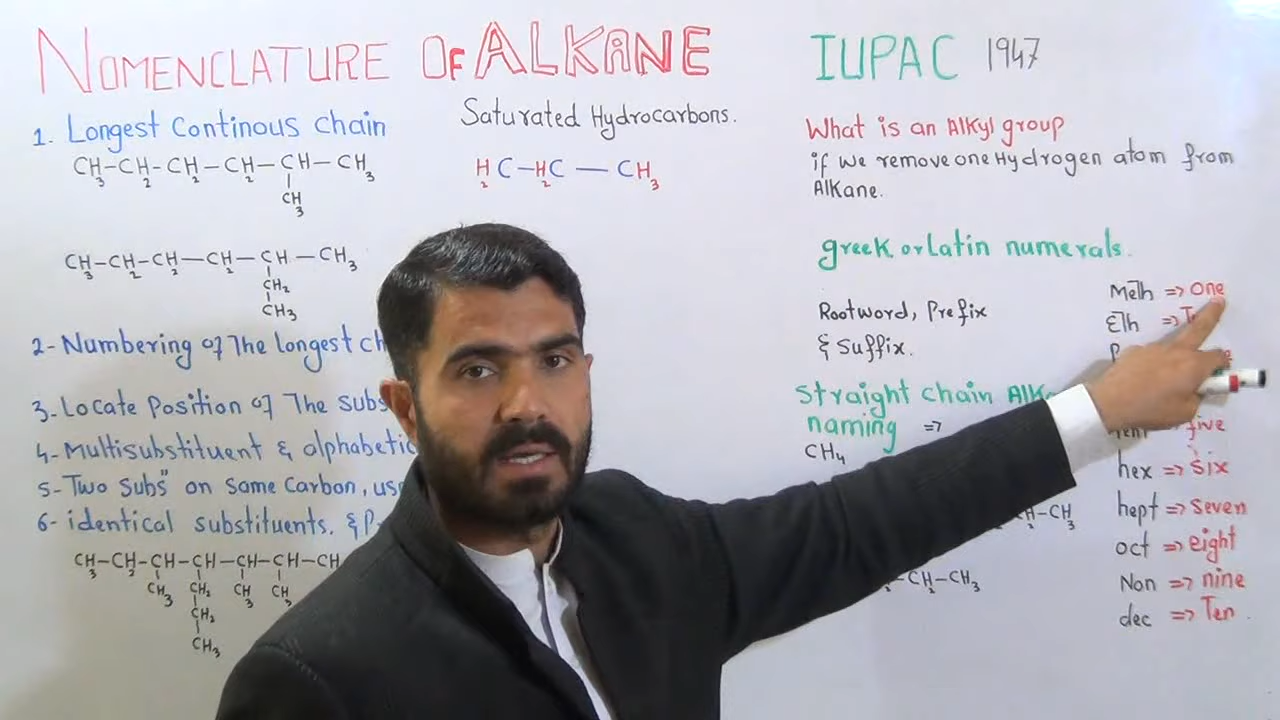 NOMENCLATURE OF ALKANE
1. Longest Continous chain
CH3-CH2-CH2-CH2-CH-CH3
CH3
CH3-CH2-CH2-CH2-CH-CH3
CH2
CH3
2- Numbering of The longest
3. Locate Position of The Subs
4. Multisubstituent & alphabetic
5- Two Subs" on Same Carbon,
6- identical substituents. &
CH3-CH2-CH-CH-CH-CH-CH
CH3 CH2 CH3 CH3
CH2
CH3
Saturated Hydrocarbons.
H2C-H2C-CH3
IUPAC 1947
What is an Alkyl group
if we remove one Hydrogen atom from
Alkane.
greek or Latin numerals.
Rootword, Prefix
& Suffix.
Straight chain
naming =>
CH4
CH-CH3
CH2-CH3
Meth => One
Eth =>
five
hex => Six
hept => Seven
oct => eight
Non => nine
dec => Ten